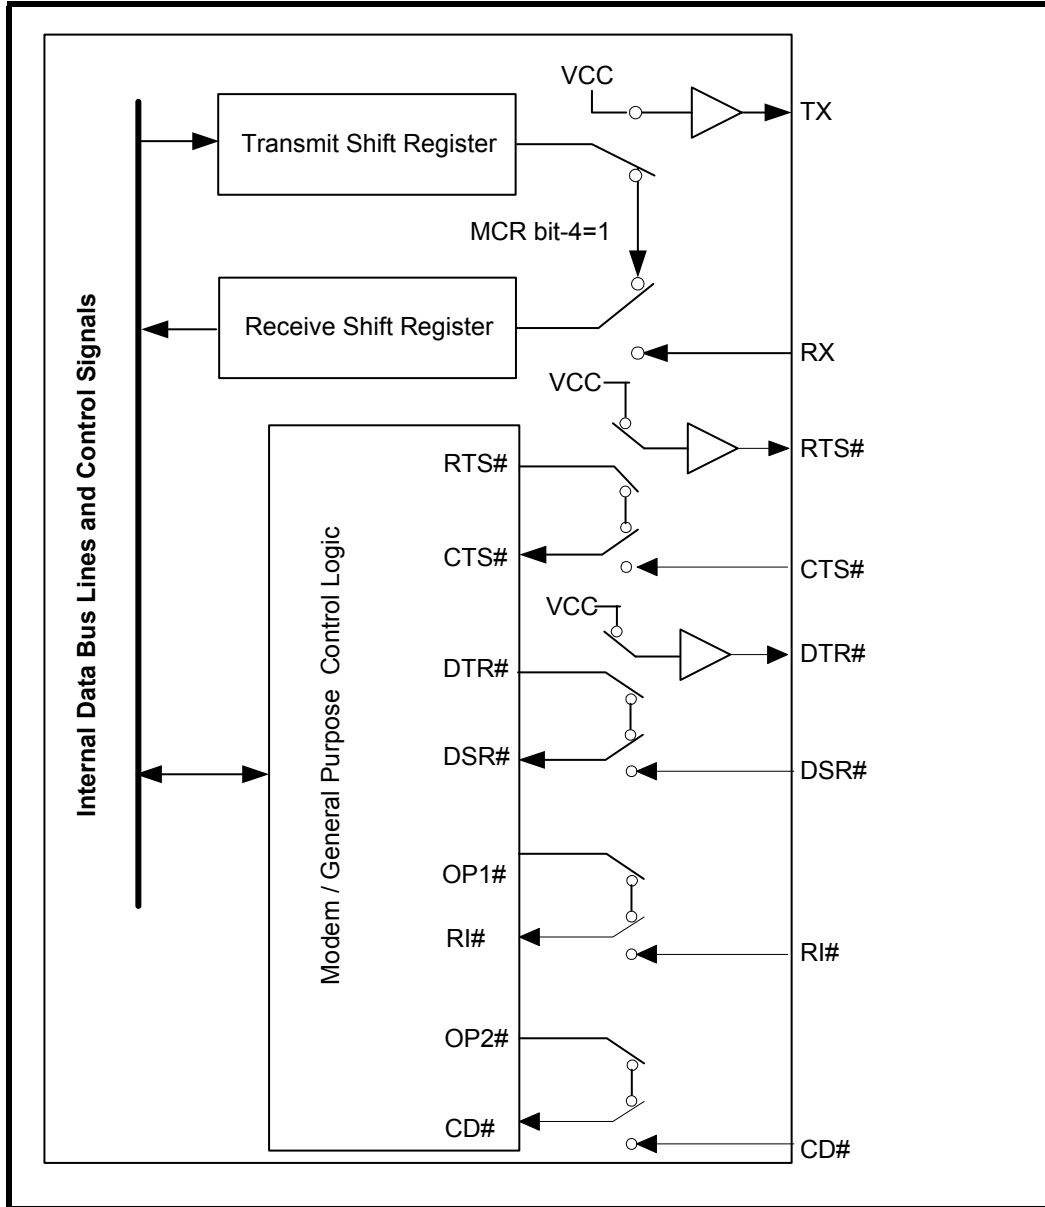 VCC
TX
Transmit Shift Register
MCR bit-4=1
Receive Shift Register
RX
VCC
RTS#
RTS#
CTS#
CTS#
VCC
DTR#
DTR#
DSR#
DSR#
OP1#
RI#
RI#
OP2#
CD#
CD#
Internal Data Bus Lines and Control Signals
Modem / General Purpose Control Logic